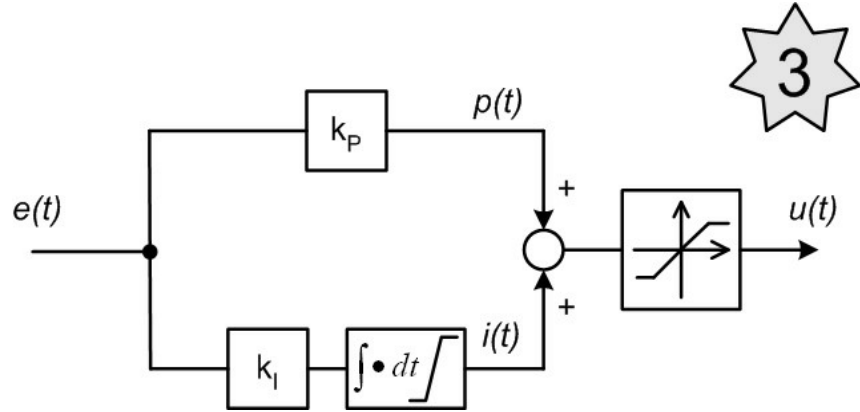 3
p(t)
k_P
e(t)
+
u(t)
+
i(t)
k_I
∫ • dt